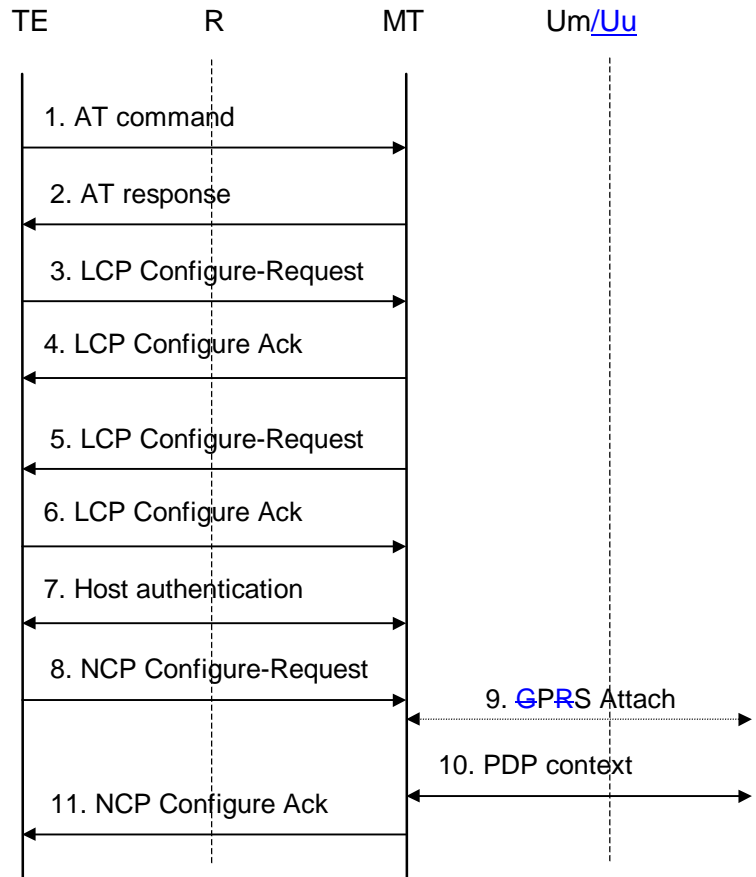 TE R MT Um/Uu
1. AT command
2. AT response
3. LCP Configure-Request
4. LCP Configure Ack
5. LCP Configure-Request
6. LCP Configure Ack
7. Host authentication
8. NCP Configure-Request
9. GPRS Attach
10. PDP context
11. NCP Configure Ack